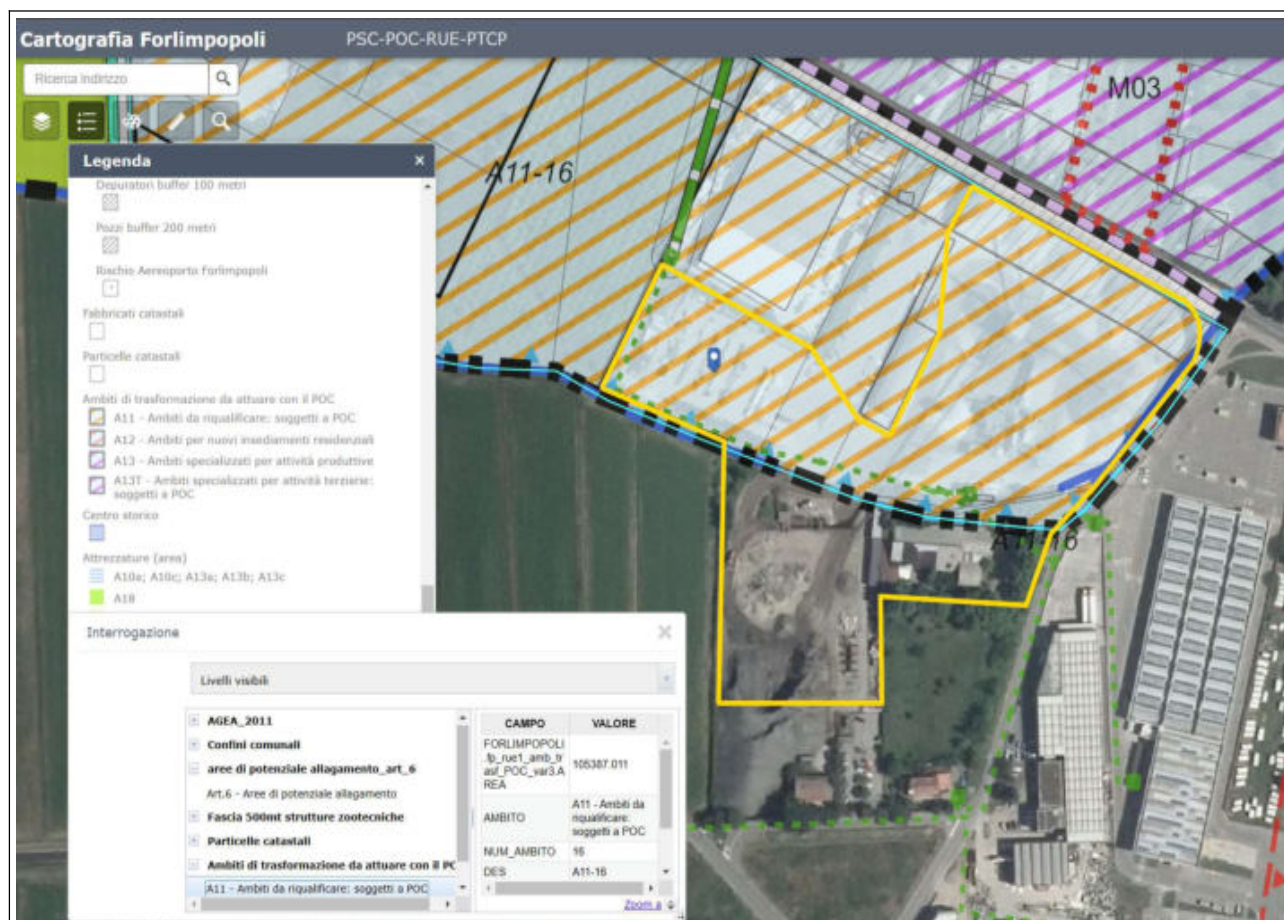 Cartografia Forlimpopoli PSC-POC-RUE-PTCP
Ricerca indirizzo
M03
A11-16
Legenda
Depuratori buffer 100 metri
Pozzi buffer 200 metri
Rischio Aereoporto Forlimpopoli
Fabbricati catastali
Particelle catastali
Ambiti di trasformazione da attuare con il POC
A11 - Ambiti da riqualificare: soggetti a POC
A12 - Ambiti per nuovi insediamenti residenziali
A13 - Ambiti specializzati per attività produttive
A13T - Ambiti specializzati per attività terziarie:
soggetti a POC
Centro storico
Attrezzature (area)
A10a; A10c; A13a; A13b; A13c
A18
A11-16
Interrogazione
Livelli visibili
AGEA_2011
Confini comunali
aree di potenziale allagamento_art_6
Art.6 - Aree di potenziale allagamento
Fascia 500mt strutture zootecniche
Particelle catastali
Ambiti di trasformazione da attuare con il PO
A11 - Ambiti da riqualificare: soggetti a POC
CAMPO VALORE
FORLIMPOPOLI
.fp_rue1_amb_tr
asf_POC_var3.A
REA
105387.011
AMBITO
A11 - Ambiti da
riqualificare:
soggetti a POC
NUM_AMBITO 16
DES A11-16
Zoom a